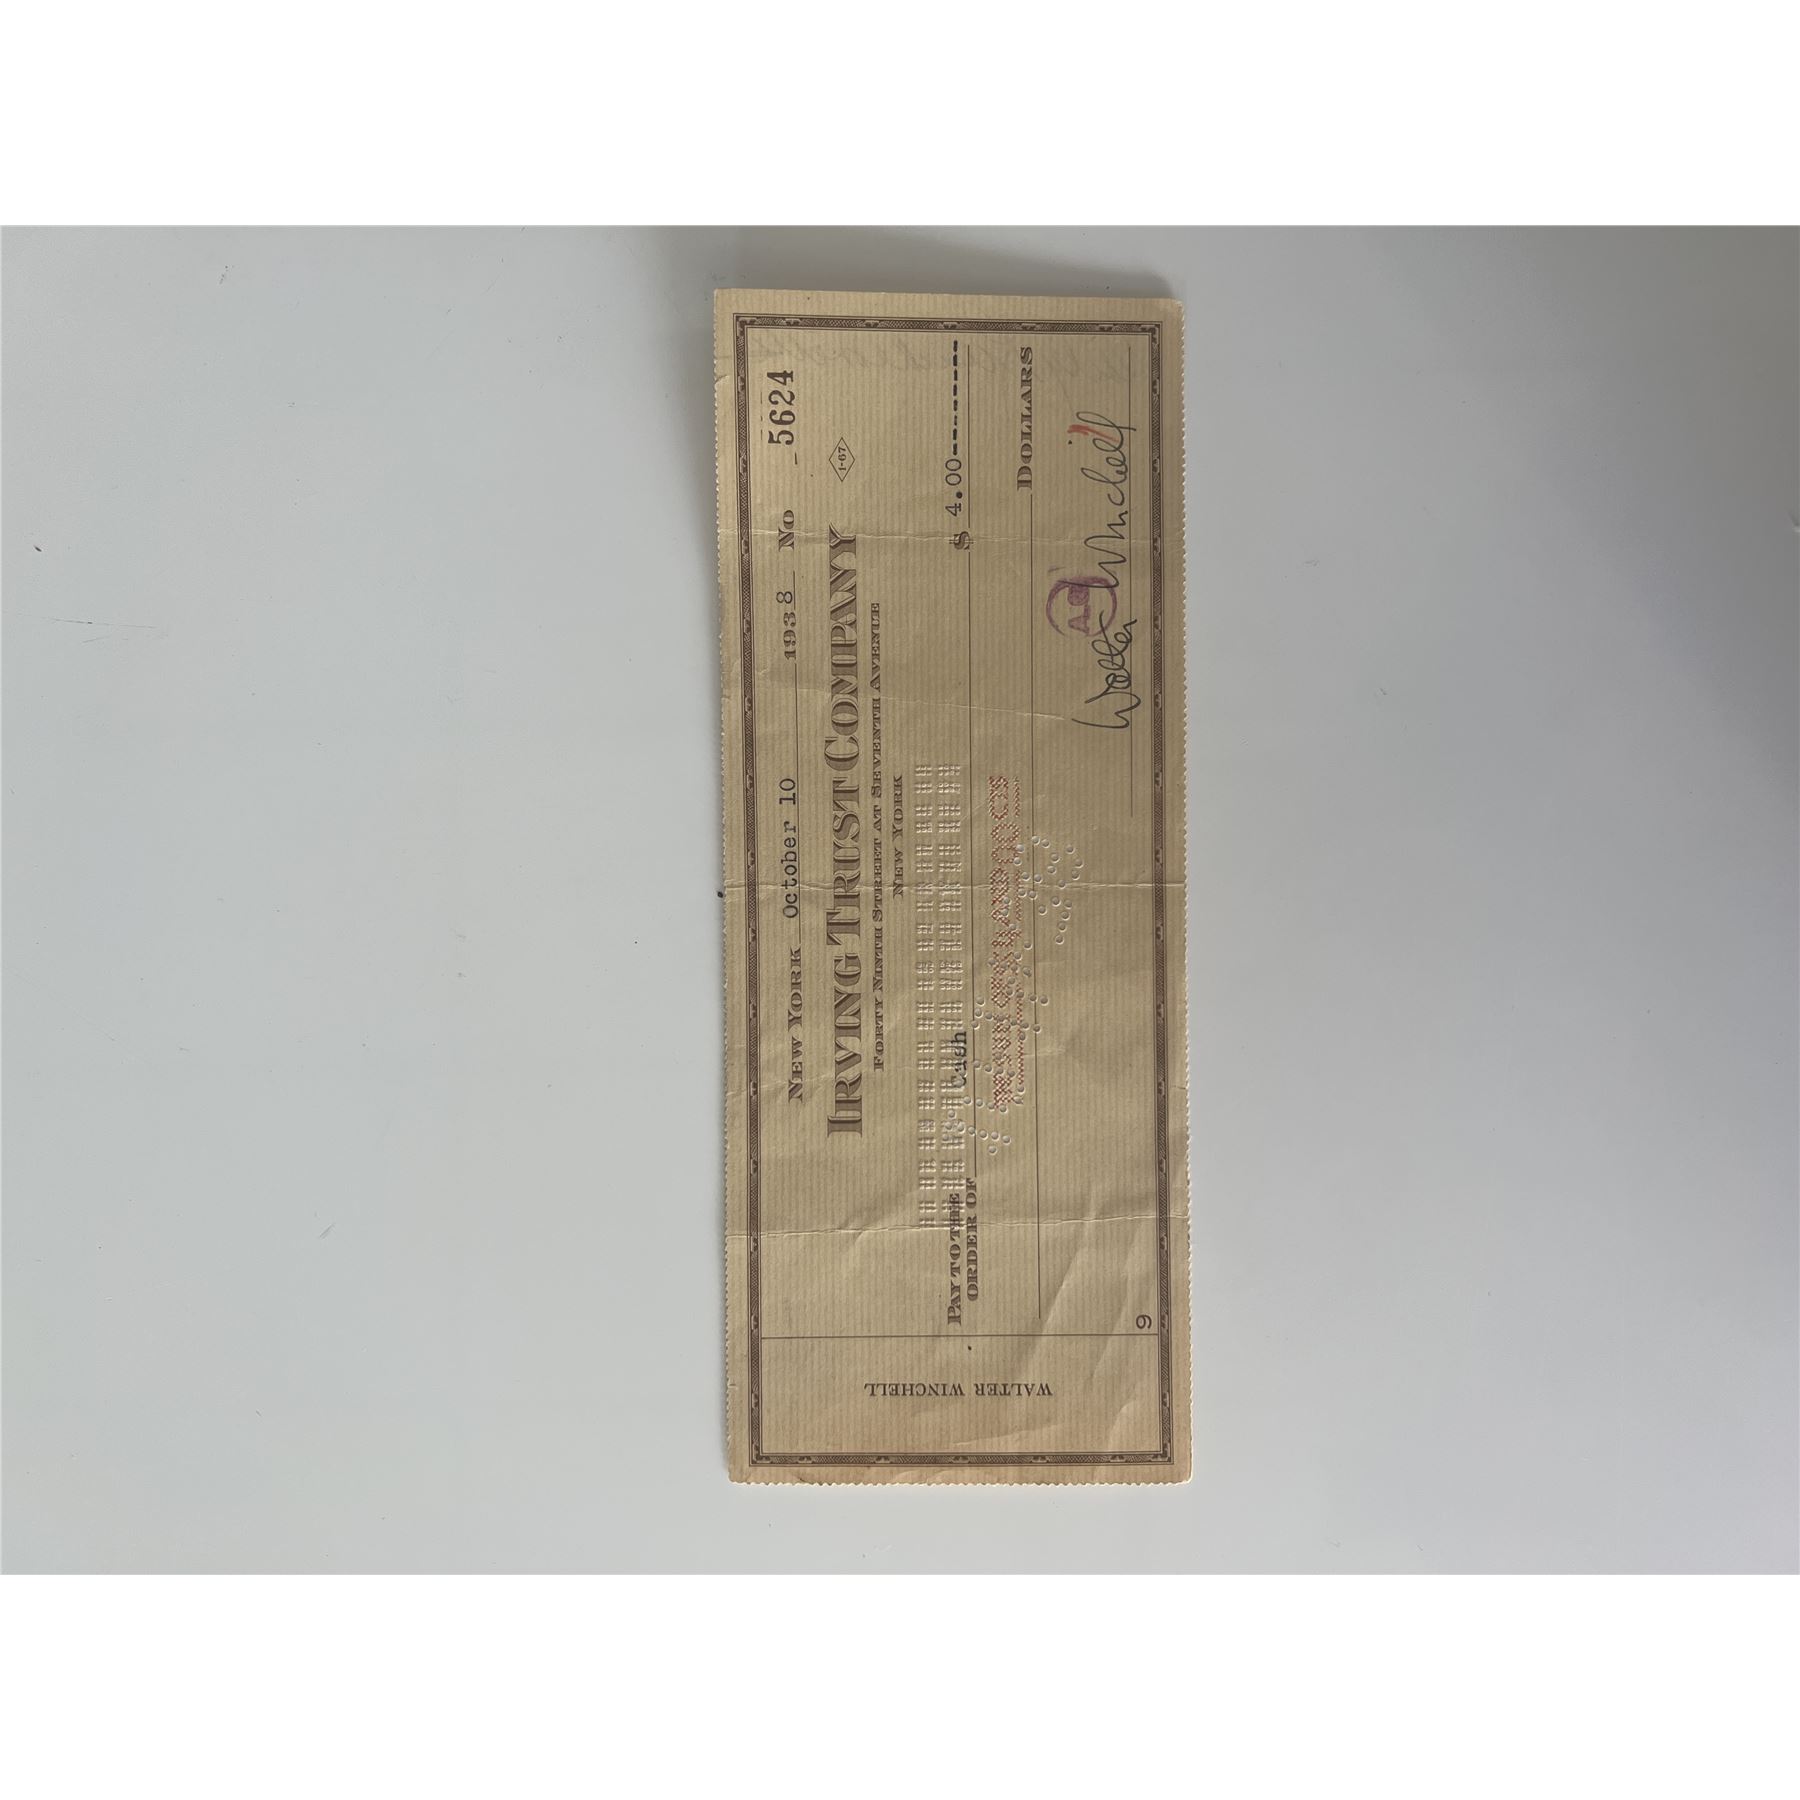 NEW YORK October 10 1938 No 5624
IRVING TRUST COMPANY 1-67
FORTY NINTH STREET AT SEVENTH AVENUE
NEW YORK
PAY TO THE
ORDER OF Cash $ 4.00--------
DOLLARS
A.C.
Walter Winchell
9
WALTER WINCHELL